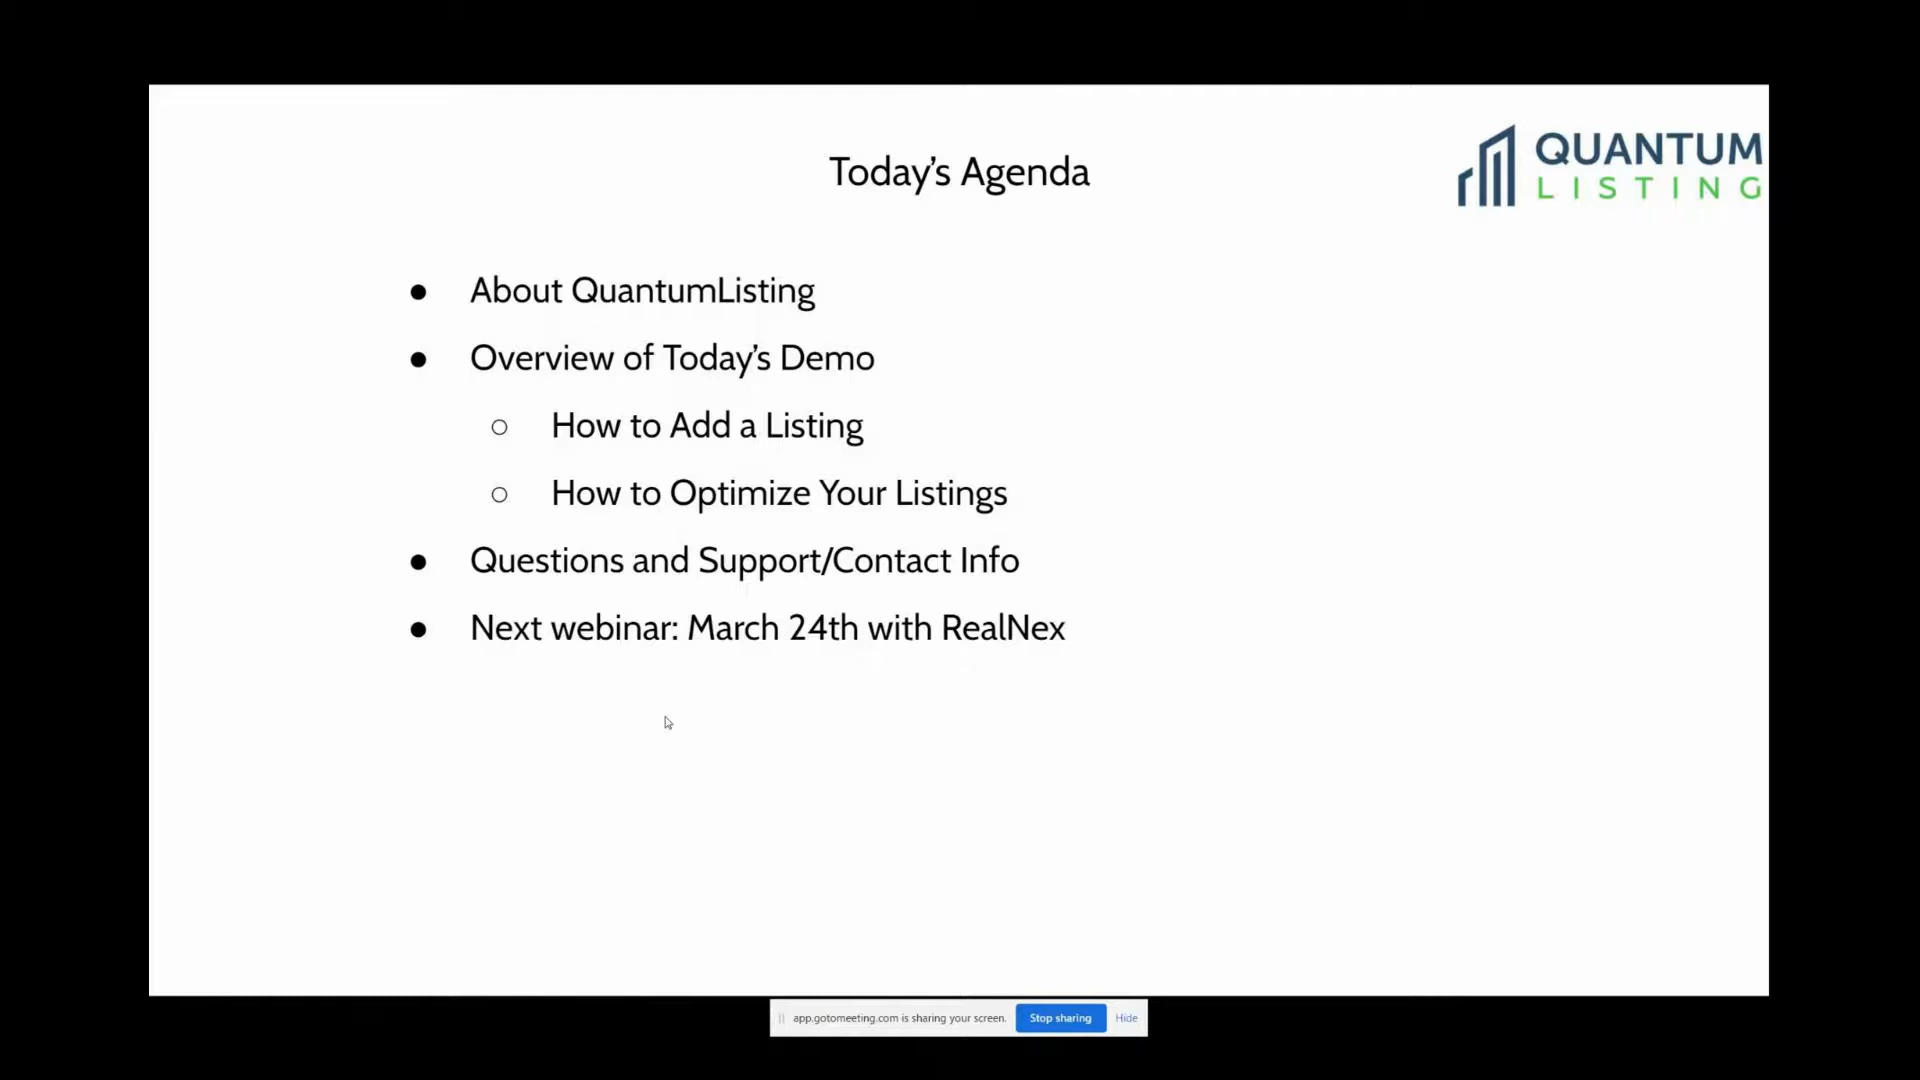 Today's Agenda
QUANTUM
LISTING
● About QuantumListing
● Overview of Today's Demo
○ How to Add a Listing
○ How to Optimize Your Listings
● Questions and Support/Contact Info
● Next webinar: March 24th with RealNex
app.gotomeeting.com is sharing your screen. Stop sharing Hide